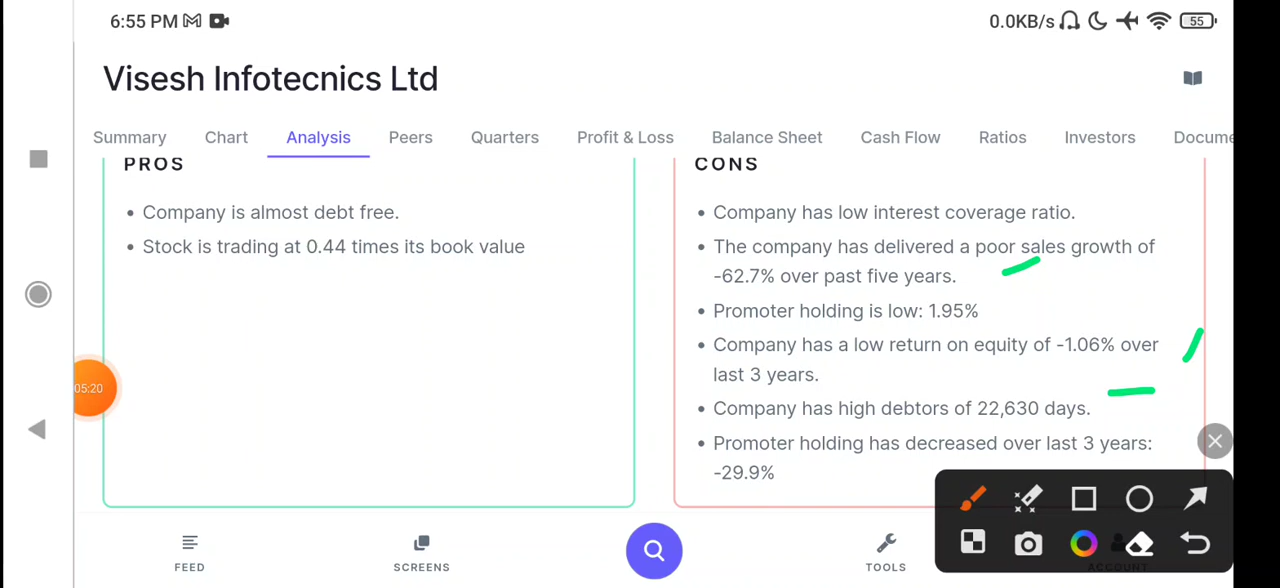 6:55 PM
0.0KB/s
55
Visesh Infotecnics Ltd
Summary Chart Analysis Peers Quarters Profit & Loss Balance Sheet Cash Flow Ratios Investors Docume
PROS
• Company is almost debt free.
• Stock is trading at 0.44 times its book value
CONS
• Company has low interest coverage ratio.
• The company has delivered a poor sales growth of
-62.7% over past five years.
• Promoter holding is low: 1.95%
• Company has a low return on equity of -1.06% over
last 3 years.
• Company has high debtors of 22,630 days.
• Promoter holding has decreased over last 3 years:
-29.9%
05:20
FEED
SCREENS
TOOLS
ACCOUNT